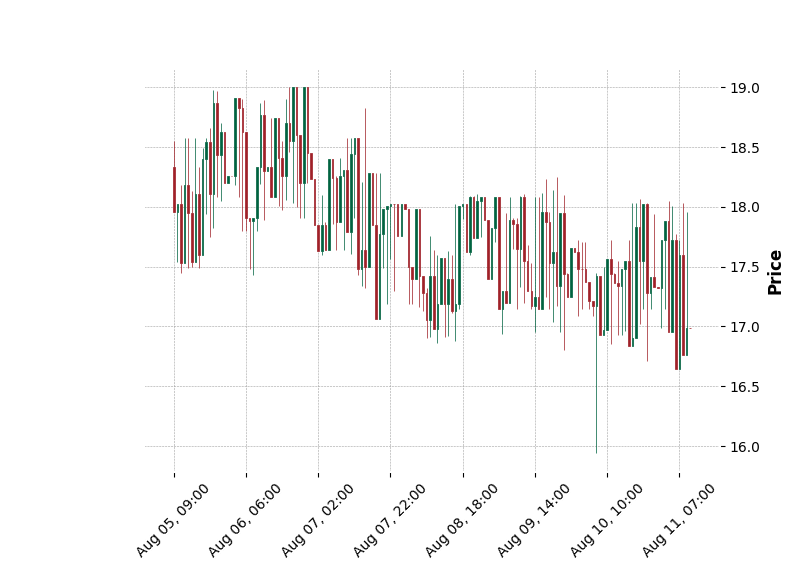 19.0
18.5
18.0
17.5
17.0
16.5
16.0
Price
Aug 05, 09:00
Aug 06, 06:00
Aug 07, 02:00
Aug 07, 22:00
Aug 08, 18:00
Aug 09, 14:00
Aug 10, 10:00
Aug 11, 07:00